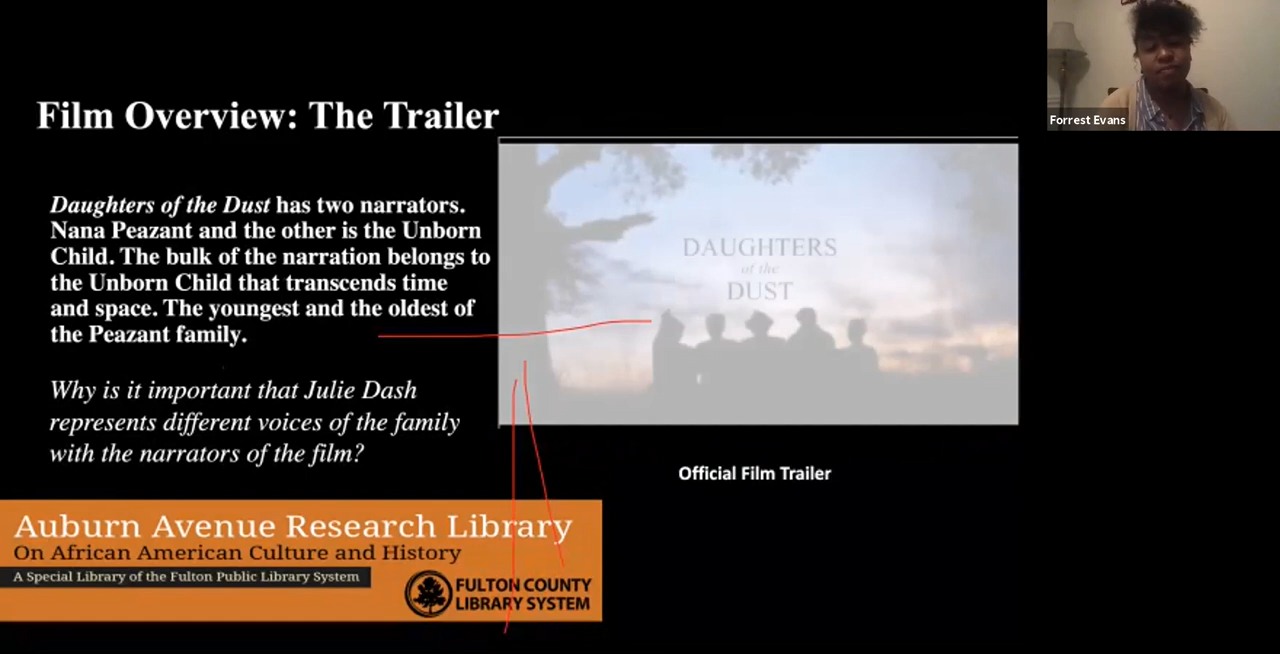 Film Overview: The Trailer
Daughters of the Dust has two narrators.
Nana Peazant and the other is the Unborn
Child. The bulk of the narration belongs to
the Unborn Child that transcends time
and space. The youngest and the oldest of
the Peazant family.
Why is it important that Julie Dash
represents different voices of the family
with the narrators of the film?
DAUGHTERS
of the
DUST
Official Film Trailer
Auburn Avenue Research Library
On African American Culture and History
A Special Library of the Fulton Public Library System
FULTON COUNTY
LIBRARY SYSTEM
Forrest Evans